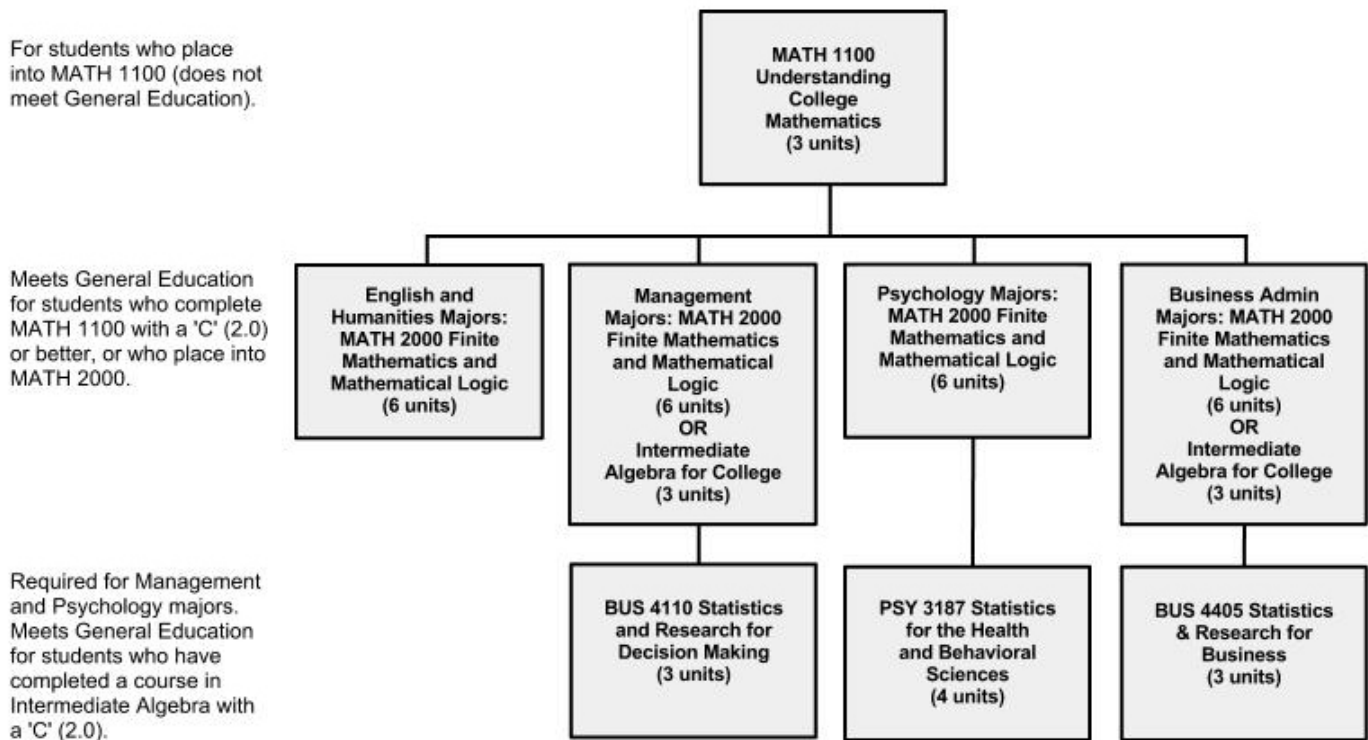 For students who place
into MATH 1100 (does not
meet General Education).
MATH 1100
Understanding
College
Mathematics
(3 units)
Meets General Education
for students who complete
MATH 1100 with a 'C' (2.0)
or better, or who place into
MATH 2000.
English and
Humanities Majors:
MATH 2000 Finite
Mathematics and
Mathematical Logic
(6 units)
Management
Majors: MATH 2000
Finite Mathematics
and Mathematical
Logic
(6 units)
OR
Intermediate
Algebra for College
(3 units)
Psychology Majors:
MATH 2000 Finite
Mathematics and
Mathematical Logic
(6 units)
Business Admin
Majors: MATH 2000
Finite Mathematics
and Mathematical
Logic
(6 units)
OR
Intermediate
Algebra for College
(3 units)
Required for Management
and Psychology majors.
Meets General Education
for students who have
completed a course in
Intermediate Algebra with
a 'C' (2.0).
BUS 4110 Statistics
and Research for
Decision Making
(3 units)
PSY 3187 Statistics
for the Health
and Behavioral
Sciences
(4 units)
BUS 4405 Statistics
& Research for
Business
(3 units)